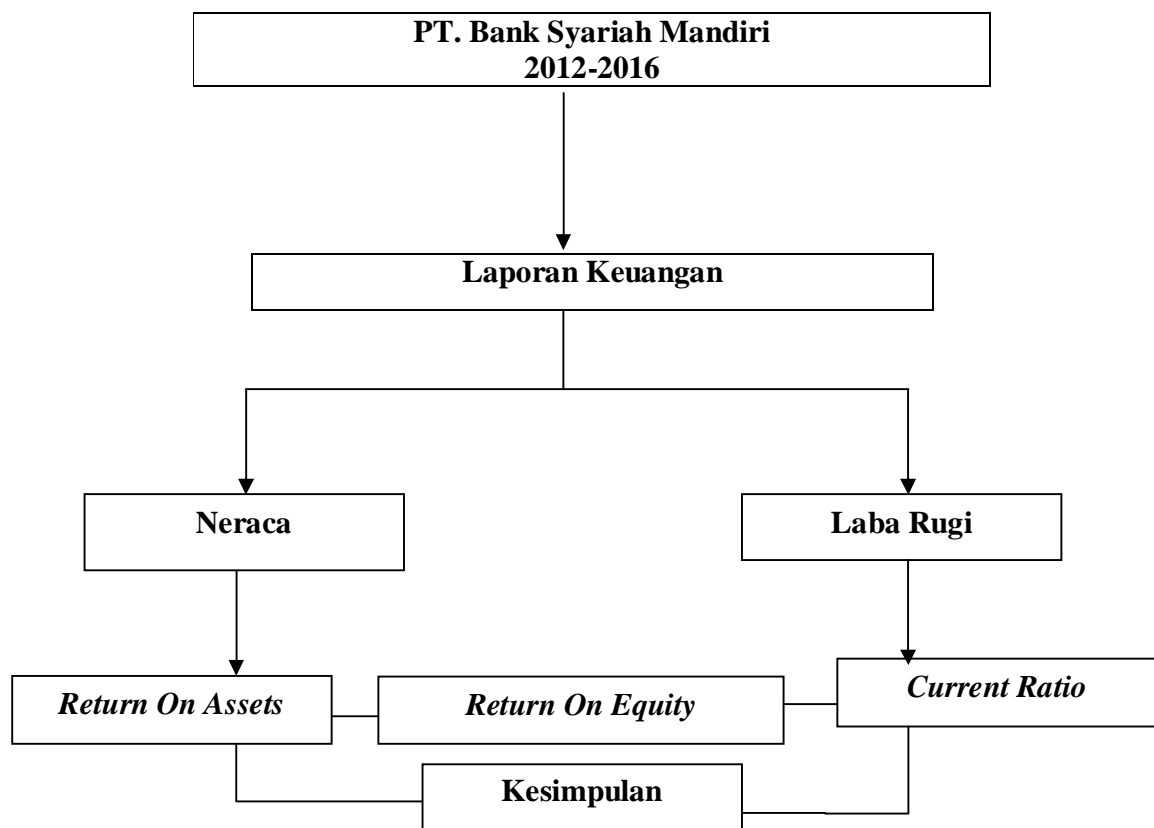 PT. Bank Syariah Mandiri
2012-2016
Laporan Keuangan
Neraca
Laba Rugi
Return On Assets
Return On Equity
Current Ratio
Kesimpulan